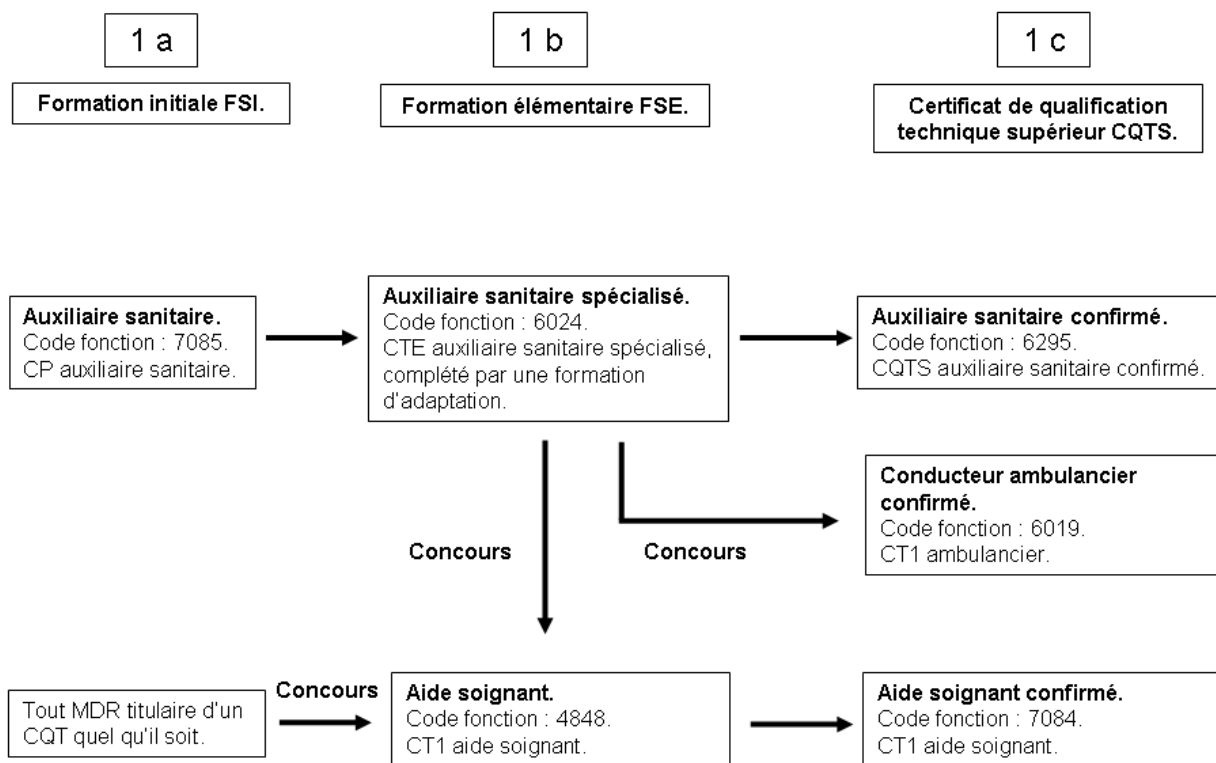 1 a
1 b
1 c
Formation initiale FSI.
Formation élémentaire FSE.
Certificat de qualification
technique supérieur CQTS.
Auxiliaire sanitaire.
Code fonction : 7085.
CP auxiliaire sanitaire.
Auxiliaire sanitaire spécialisé.
Code fonction : 6024.
CTE auxiliaire sanitaire spécialisé,
complété par une formation
d'adaptation.
Auxiliaire sanitaire confirmé.
Code fonction : 6295.
CQTS auxiliaire sanitaire confirmé.
Conducteur ambulancier
confirmé.
Code fonction : 6019.
CT1 ambulancier.
Concours
Concours
Tout MDR titulaire d'un
CQT quel qu'il soit.
Concours
Aide soignant.
Code fonction : 4848.
CT1 aide soignant.
Aide soignant confirmé.
Code fonction : 7084.
CT1 aide soignant.